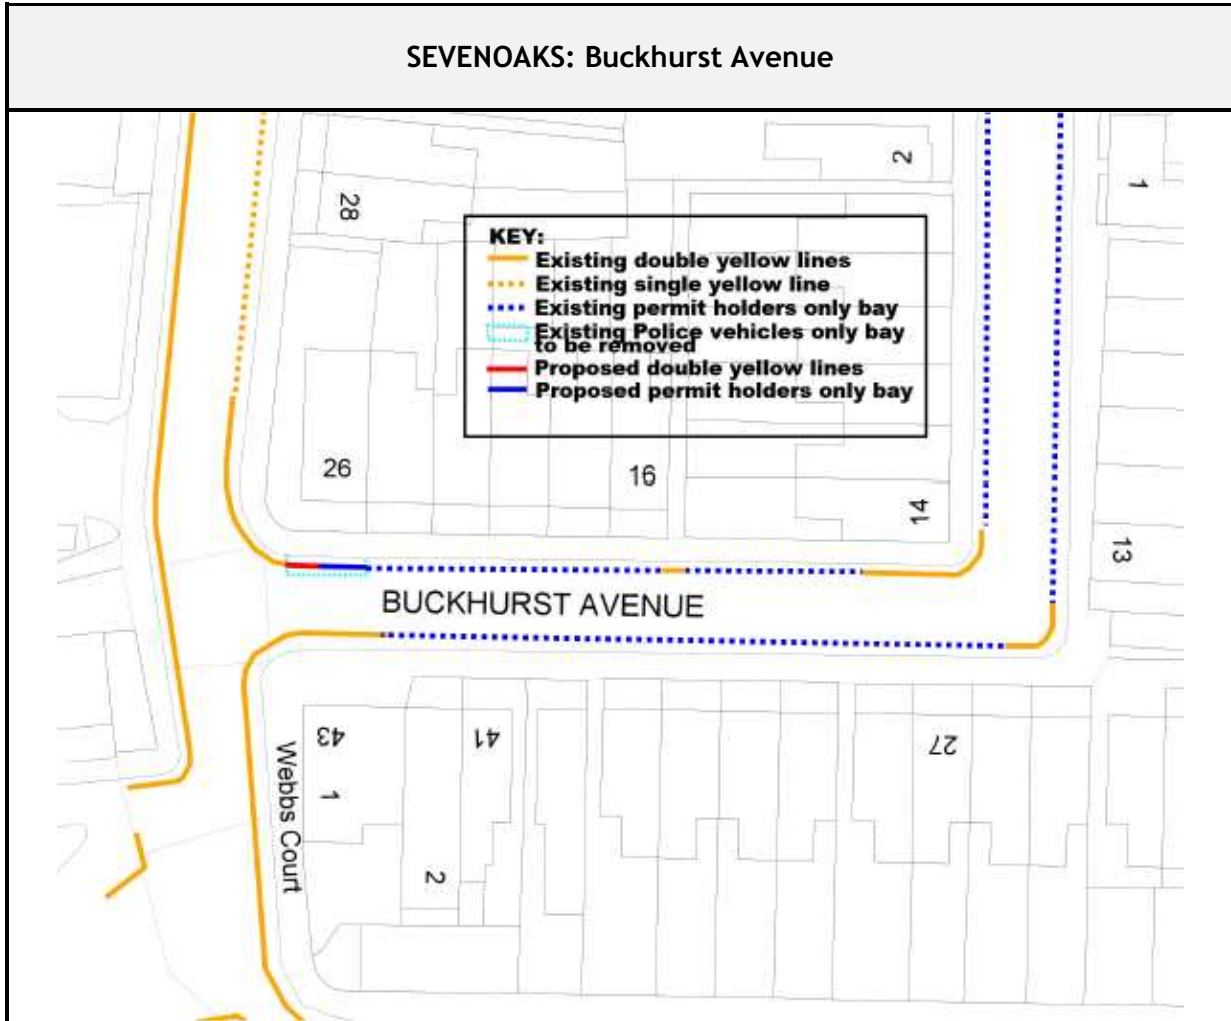 SEVENOAKS: Buckhurst Avenue
2
1
28
KEY:
Existing double yellow lines
Existing single yellow line
Existing permit holders only bay
Existing Police vehicles only bay
to be removed
Proposed double yellow lines
Proposed permit holders only bay
26
16
14
13
BUCKHURST AVENUE
43
41
27
Webbs Court
1
2